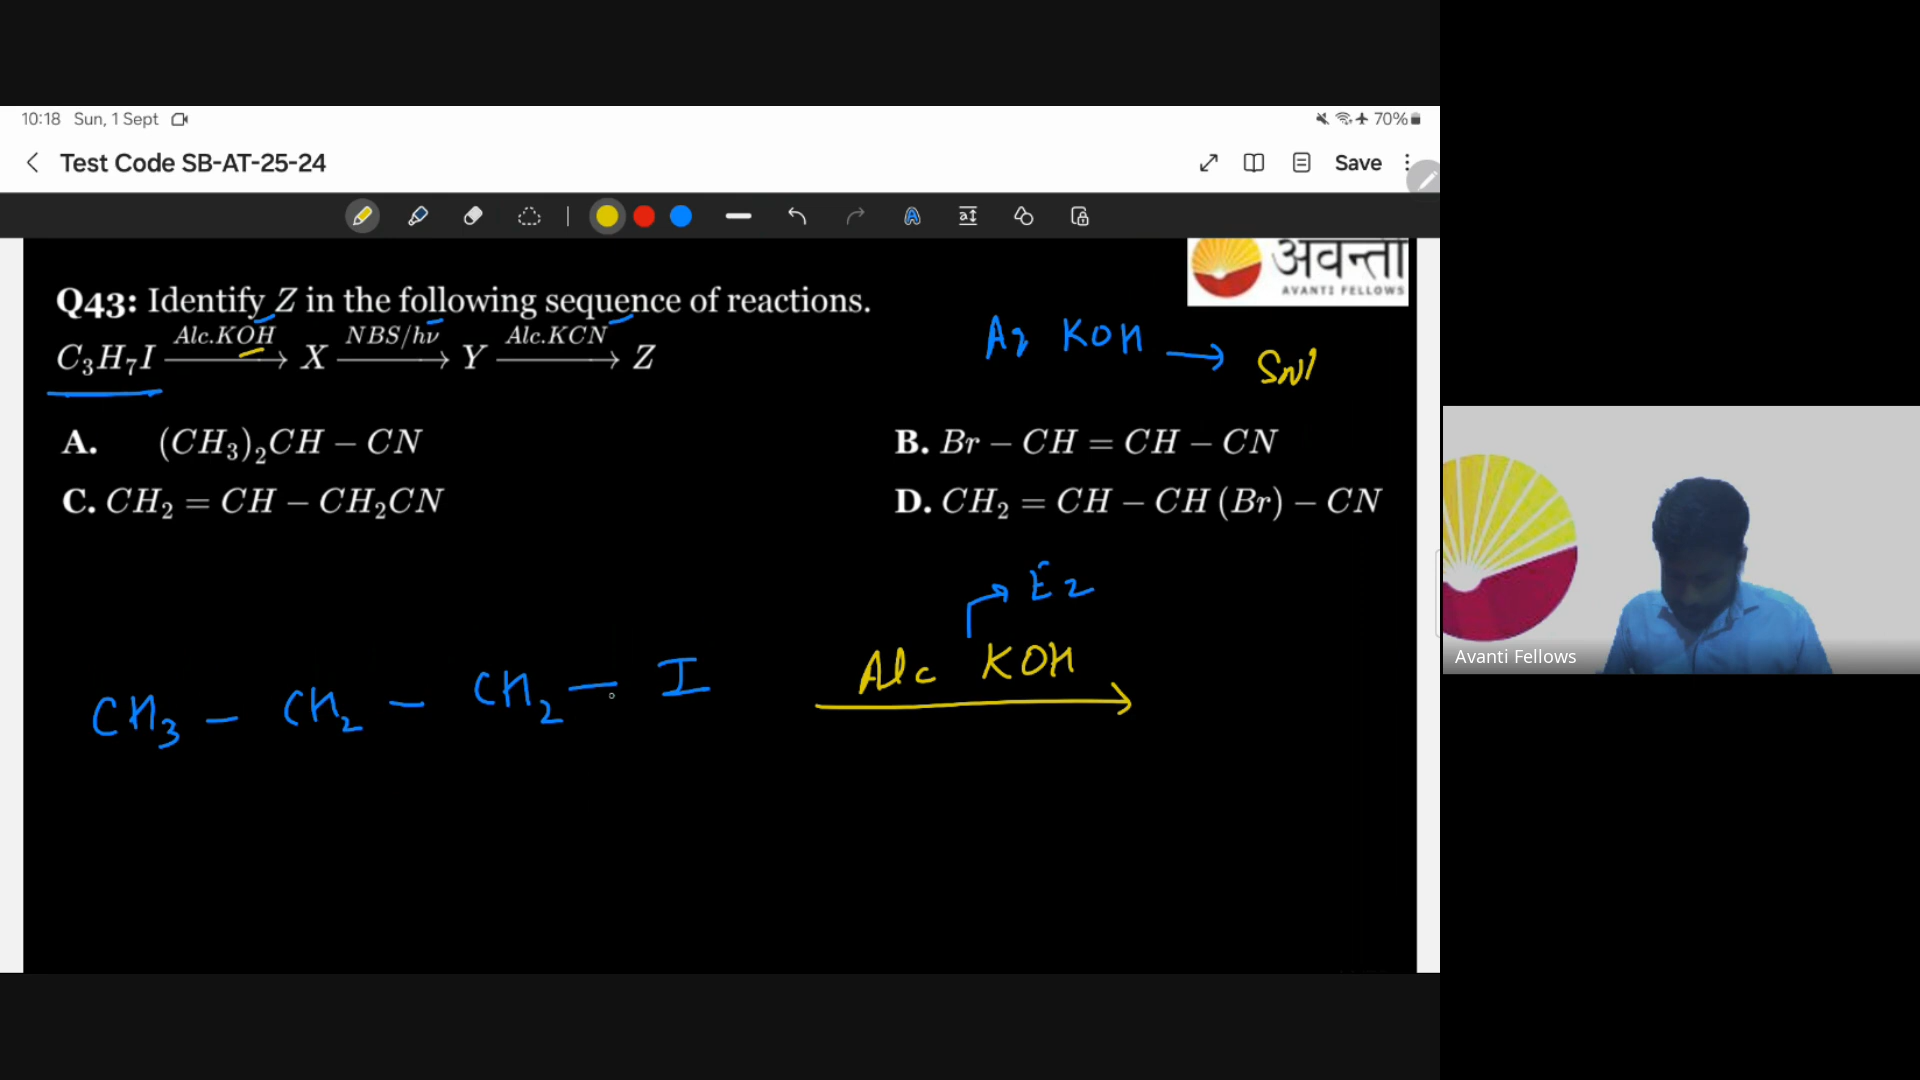 10:18 Sun, 1 Sept 70%
Test Code SB-AT-25-24 Save
अवन्ती
AVANTI FELLOWS
Q43: Identify Z in the following sequence of reactions.
C₃H₇I —Alc.KOH→ X —NBS/hν→ Y —Alc.KCN→ Z
Aq KOH → SN1
A. (CH₃)₂CH – CN
B. Br – CH = CH – CN
C. CH₂ = CH – CH₂CN
D. CH₂ = CH – CH (Br) – CN
E2
CH₃ – CH₂ – CH₂ – I Alc KOH →
Avanti Fellows